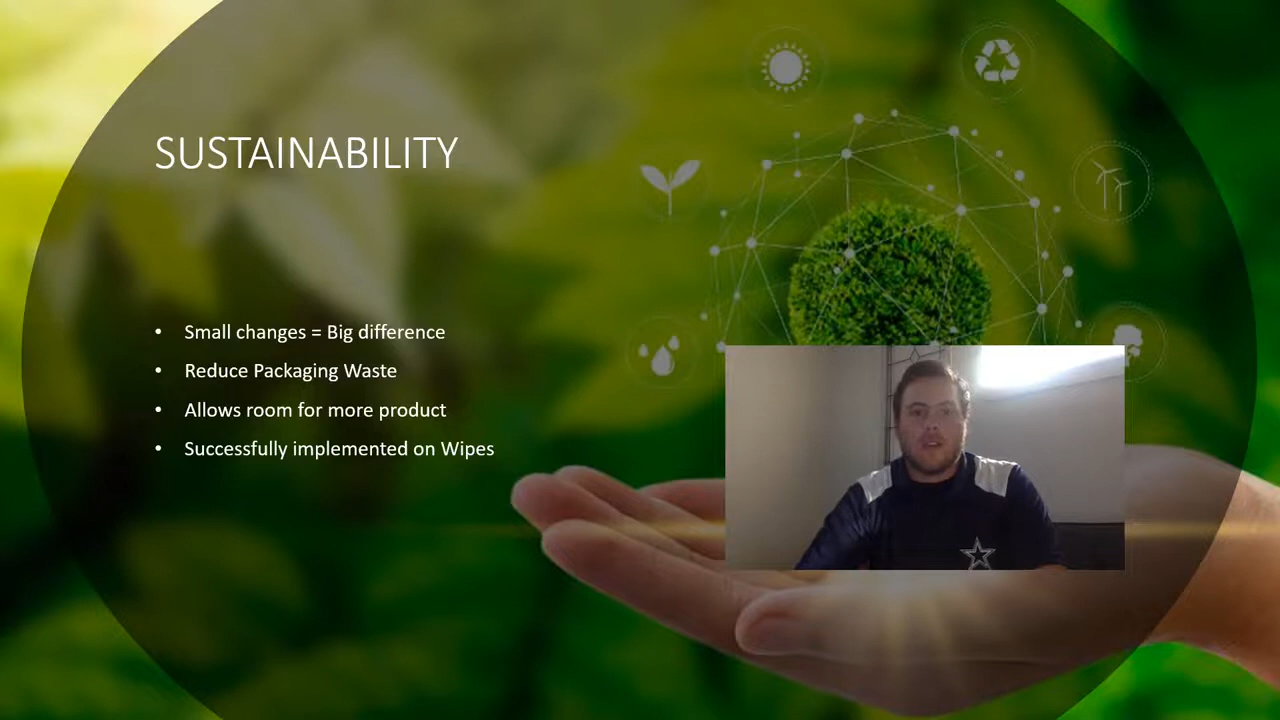 SUSTAINABILITY
• Small changes = Big difference
• Reduce Packaging Waste
• Allows room for more product
• Successfully implemented on Wipes